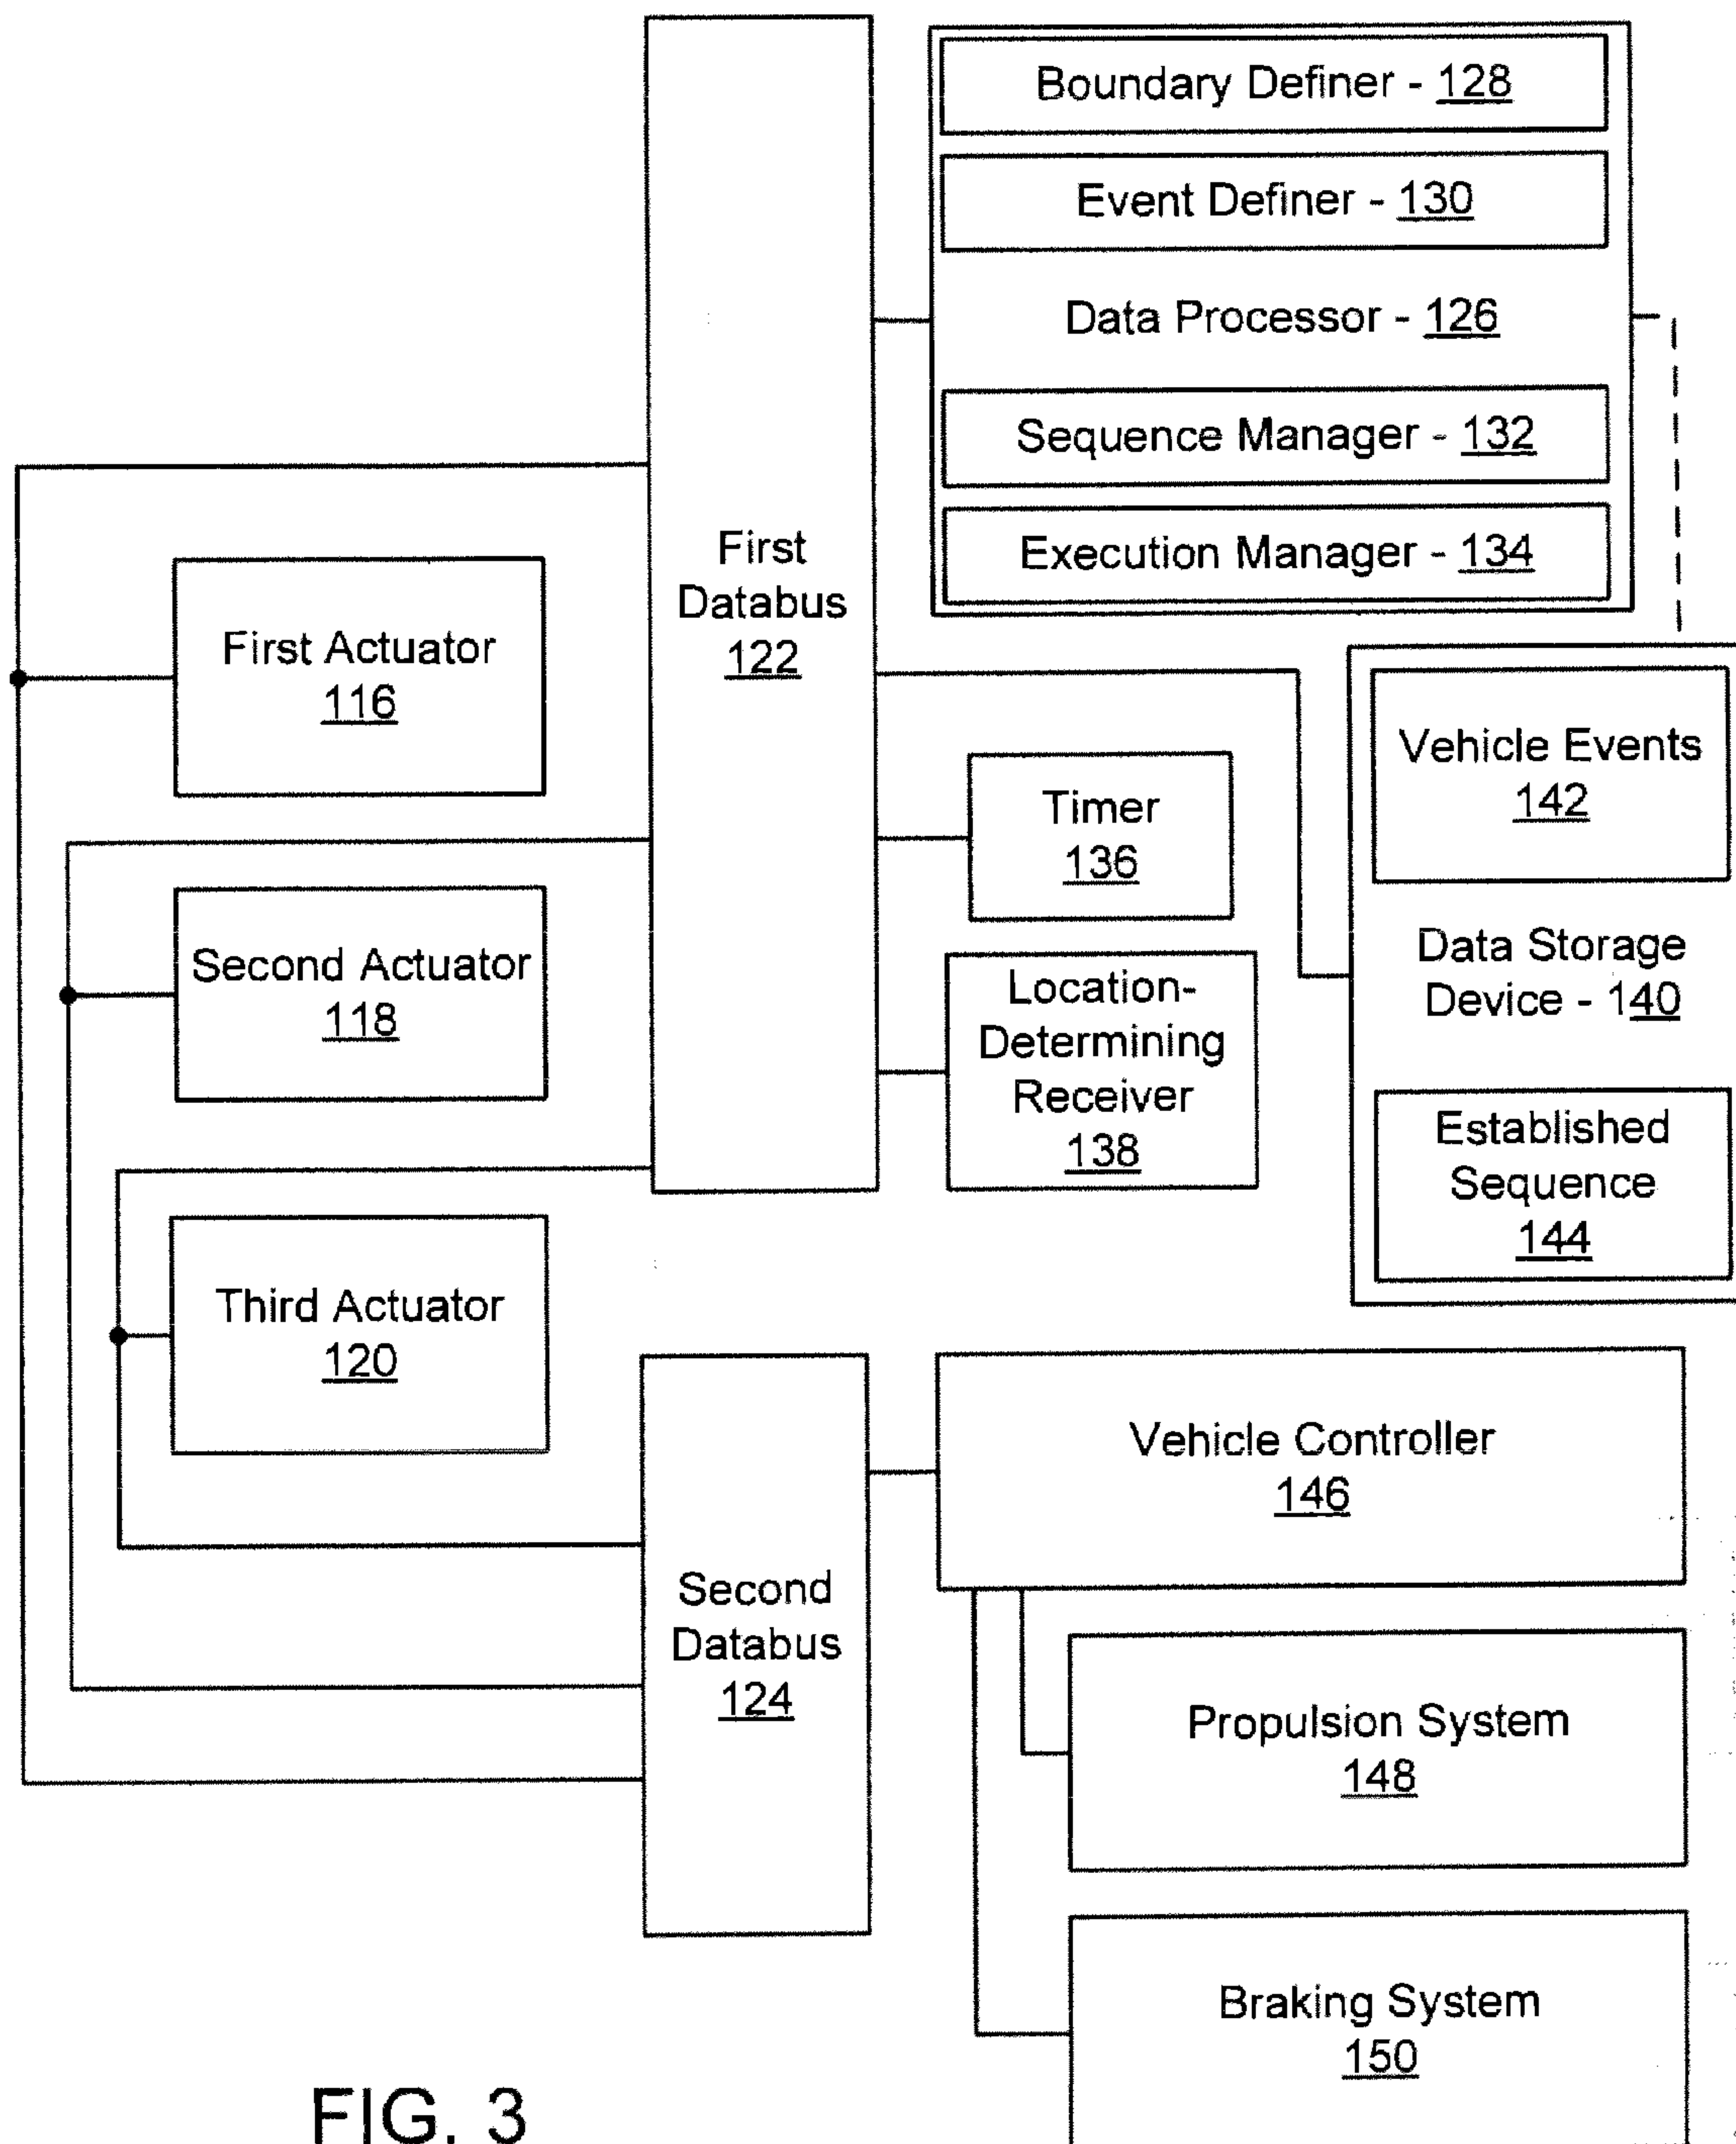 Boundary Definer - 128
Event Definer - 130
Data Processor - 126
Sequence Manager - 132
Execution Manager - 134
First
Databus
122
First Actuator
116
Vehicle Events
142
Timer
136
Second Actuator
118
Data Storage
Device - 140
Location-
Determining
Receiver
138
Established
Sequence
144
Third Actuator
120
Vehicle Controller
146
Second
Databus
124
Propulsion System
148
Braking System
150
FIG. 3